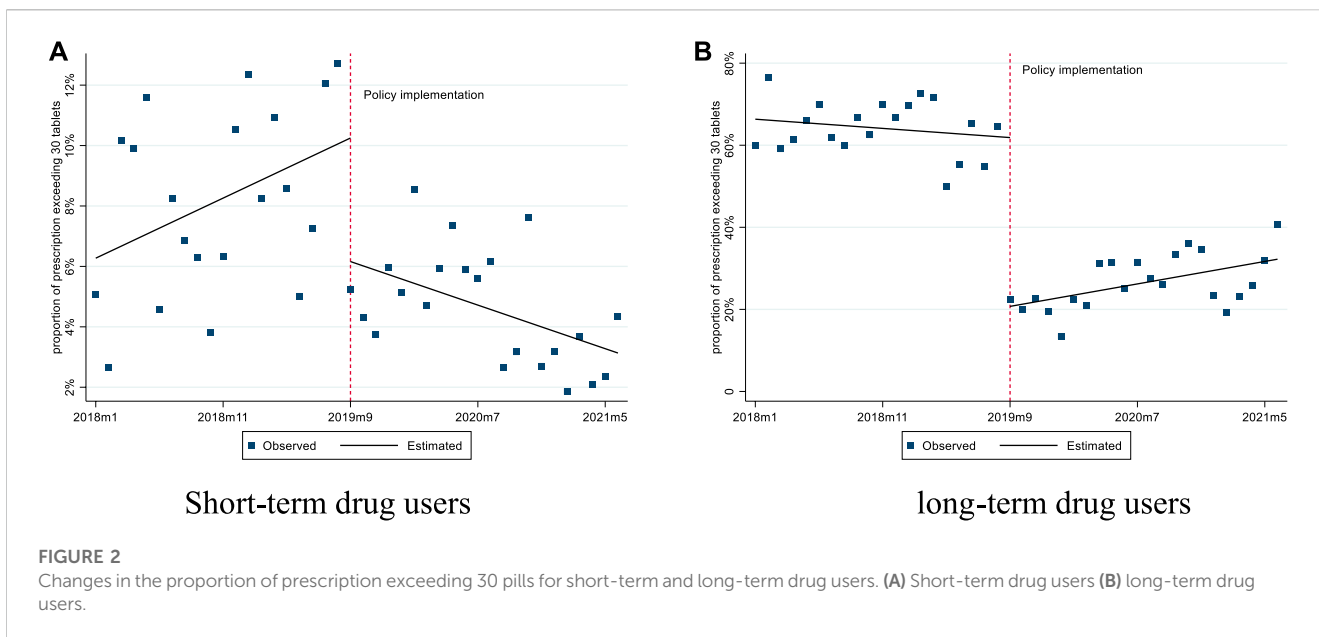 A
proportion of prescription exceeding 30 tablets
12%
10%
8%
6%
4%
2%
Policy implementation
2018m1 2018m11 2019m9 2020m7 2021m5
Observed Estimated
Short-term drug users
B
proportion of prescription exceeding 30 tablets
80%
60%
40%
20%
0
Policy implementation
2018m1 2018m11 2019m9 2020m7 2021m5
Observed Estimated
long-term drug users
FIGURE 2
Changes in the proportion of prescription exceeding 30 pills for short-term and long-term drug users. (A) Short-term drug users (B) long-term drug
users.